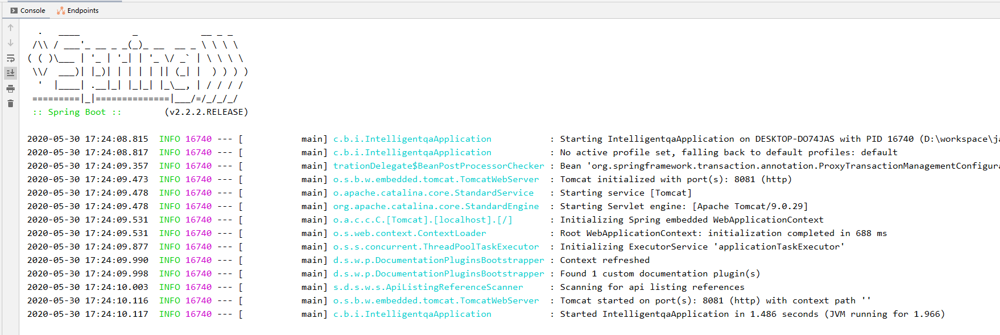 Console Endpoints
  .   ____          _            __ _ _
 /\\ / ___'_ __ _ _(_)_ __  __ _ \ \ \ \
( ( )\___ | '_ | '_| | '_ \/ _` | \ \ \ \
 \\/  ___)| |_)| | | | | || (_| |  ) ) ) )
  '  |____| .__|_| |_|_| |_\__, | / / / /
 =========|_|==============|___/=/_/_/_/
 :: Spring Boot ::        (v2.2.2.RELEASE)
2020-05-30 17:24:08.815  INFO 16740 --- [           main] c.b.i.IntelligentqaApplication           : Starting IntelligentqaApplication on DESKTOP-DO74JAS with PID 16740 (D:\workspace\ja
2020-05-30 17:24:08.817  INFO 16740 --- [           main] c.b.i.IntelligentqaApplication           : No active profile set, falling back to default profiles: default
2020-05-30 17:24:09.357  INFO 16740 --- [           main] trationDelegate$BeanPostProcessorChecker : Bean 'org.springframework.transaction.annotation.ProxyTransactionManagementConfigura
2020-05-30 17:24:09.473  INFO 16740 --- [           main] o.s.b.w.embedded.tomcat.TomcatWebServer  : Tomcat initialized with port(s): 8081 (http)
2020-05-30 17:24:09.478  INFO 16740 --- [           main] o.apache.catalina.core.StandardService   : Starting service [Tomcat]
2020-05-30 17:24:09.478  INFO 16740 --- [           main] org.apache.catalina.core.StandardEngine  : Starting Servlet engine: [Apache Tomcat/9.0.29]
2020-05-30 17:24:09.531  INFO 16740 --- [           main] o.a.c.c.C.[Tomcat].[localhost].[/]       : Initializing Spring embedded WebApplicationContext
2020-05-30 17:24:09.531  INFO 16740 --- [           main] o.s.web.context.ContextLoader            : Root WebApplicationContext: initialization completed in 688 ms
2020-05-30 17:24:09.877  INFO 16740 --- [           main] o.s.s.concurrent.ThreadPoolTaskExecutor  : Initializing ExecutorService 'applicationTaskExecutor'
2020-05-30 17:24:09.990  INFO 16740 --- [           main] d.s.w.p.DocumentationPluginsBootstrapper : Context refreshed
2020-05-30 17:24:09.998  INFO 16740 --- [           main] d.s.w.p.DocumentationPluginsBootstrapper : Found 1 custom documentation plugin(s)
2020-05-30 17:24:10.003  INFO 16740 --- [           main] s.d.s.w.s.ApiListingReferenceScanner     : Scanning for api listing references
2020-05-30 17:24:10.116  INFO 16740 --- [           main] o.s.b.w.embedded.tomcat.TomcatWebServer  : Tomcat started on port(s): 8081 (http) with context path ''
2020-05-30 17:24:10.117  INFO 16740 --- [           main] c.b.i.IntelligentqaApplication           : Started IntelligentqaApplication in 1.486 seconds (JVM running for 1.966)